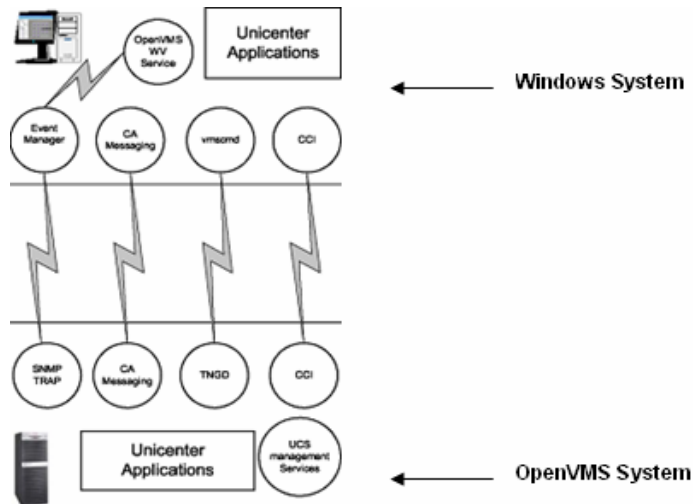 OpenVMS
WV
Service
Unicenter
Applications
Windows System
Event
Manager
CA
Messaging
vmscmd
CCI
SNMP
TRAP
CA
Messaging
TNGD
CCI
Unicenter
Applications
UCS
management
Services
OpenVMS System